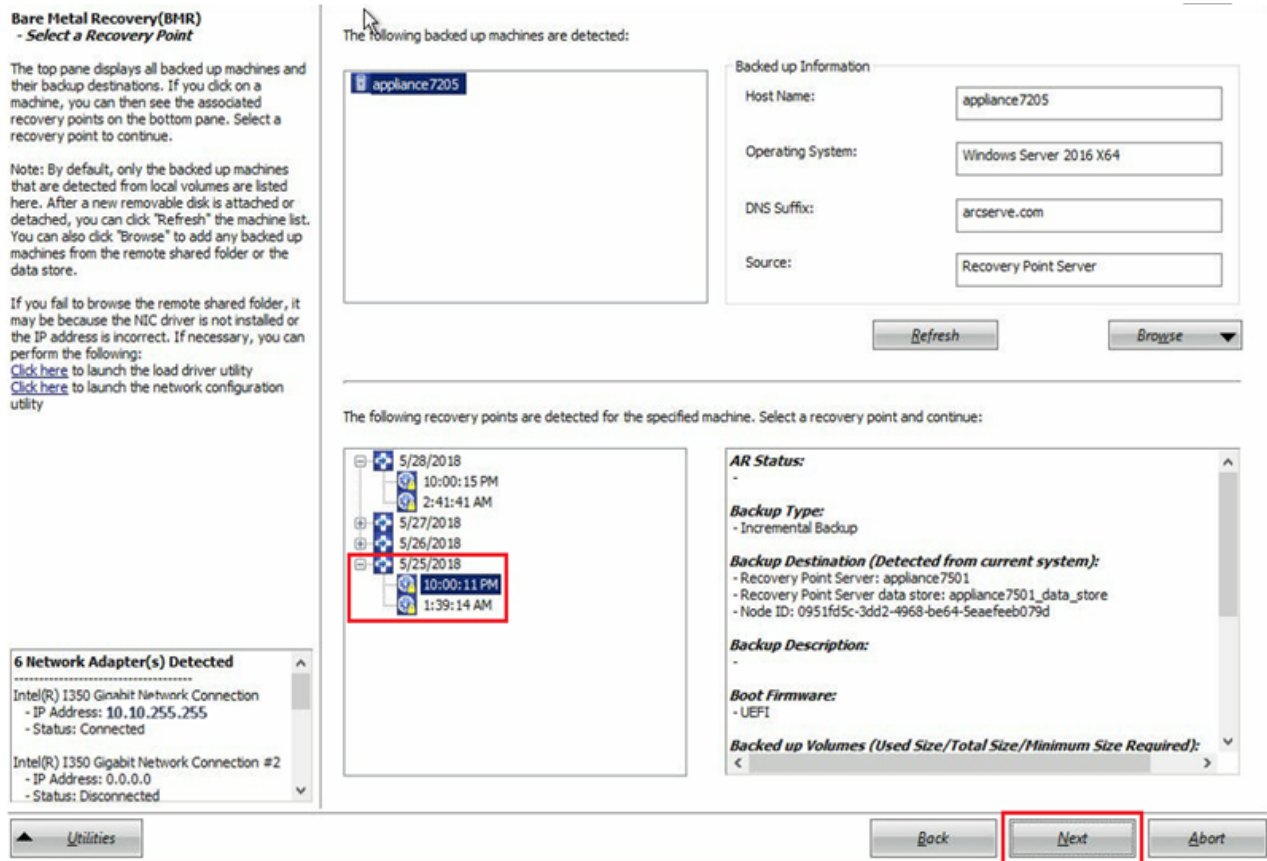 Bare Metal Recovery(BMR)
- Select a Recovery Point
The top pane displays all backed up machines and
their backup destinations. If you click on a
machine, you can then see the associated
recovery points on the bottom pane. Select a
recovery point to continue.
Note: By default, only the backed up machines
that are detected from local volumes are listed
here. After a new removable disk is attached or
detached, you can click "Refresh" the machine list.
You can also click "Browse" to add any backed up
machines from the remote shared folder or the
data store.
If you fail to browse the remote shared folder, it
may be because the NIC driver is not installed or
the IP address is incorrect. If necessary, you can
perform the following:
Click here to launch the load driver utility
Click here to launch the network configuration
utility
6 Network Adapter(s) Detected
------------------------------------
Intel(R) I350 Gigabit Network Connection
- IP Address: 10.10.255.255
- Status: Connected
Intel(R) I350 Gigabit Network Connection #2
- IP Address: 0.0.0.0
- Status: Disconnected
The following backed up machines are detected:
appliance7205
Backed up Information
Host Name: appliance7205
Operating System: Windows Server 2016 X64
DNS Suffix: arcserve.com
Source: Recovery Point Server
Refresh
Browse
The following recovery points are detected for the specified machine. Select a recovery point and continue:
5/28/2018
10:00:15 PM
2:41:41 AM
5/27/2018
5/26/2018
5/25/2018
10:00:11 PM
1:39:14 AM
AR Status:
-
Backup Type:
- Incremental Backup
Backup Destination (Detected from current system):
- Recovery Point Server: appliance7501
- Recovery Point Server data store: appliance7501_data_store
- Node ID: 0951fd5c-3dd2-4968-be64-5eaefeeb079d
Backup Description:
-
Boot Firmware:
- UEFI
Backed up Volumes (Used Size/Total Size/Minimum Size Required):
Utilities
Back
Next
Abort